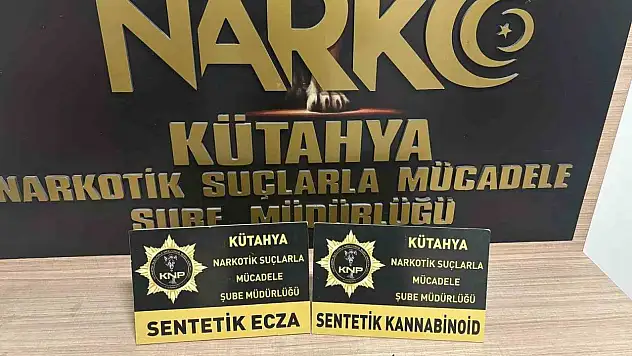 NARKO
KÜTAHYA
NARKOTİK SUÇLARLA MÜCADELE
ŞUBE MÜDÜRLÜĞÜ
KNP
KÜTAHYA
NARKOTİK SUÇLARLA
MÜCADELE
ŞUBE MÜDÜRLÜĞÜ
SENTETİK ECZA
KNP
KÜTAHYA
NARKOTİK SUÇLARLA
MÜCADELE
ŞUBE MÜDÜRLÜĞÜ
SENTETİK KANNABİNOİD